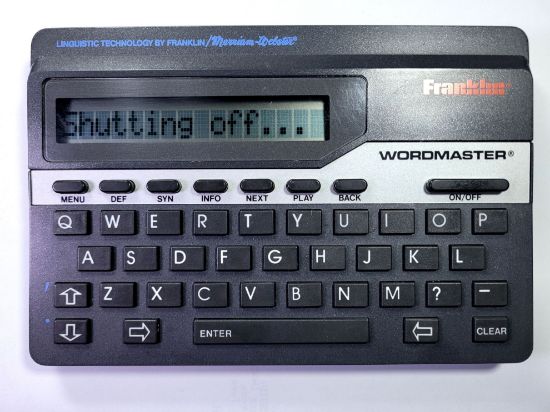 LINGUISTIC TECHNOLOGY BY FRANKLIN/Merriam-Webster®
Franklin
Shutting off...
WORDMASTER®
MENU DEF SYN INFO NEXT PLAY BACK ON/OFF
Q W E R T Y U I O P
A S D F G H J K L
Z X C V B N M ? –
ENTER CLEAR